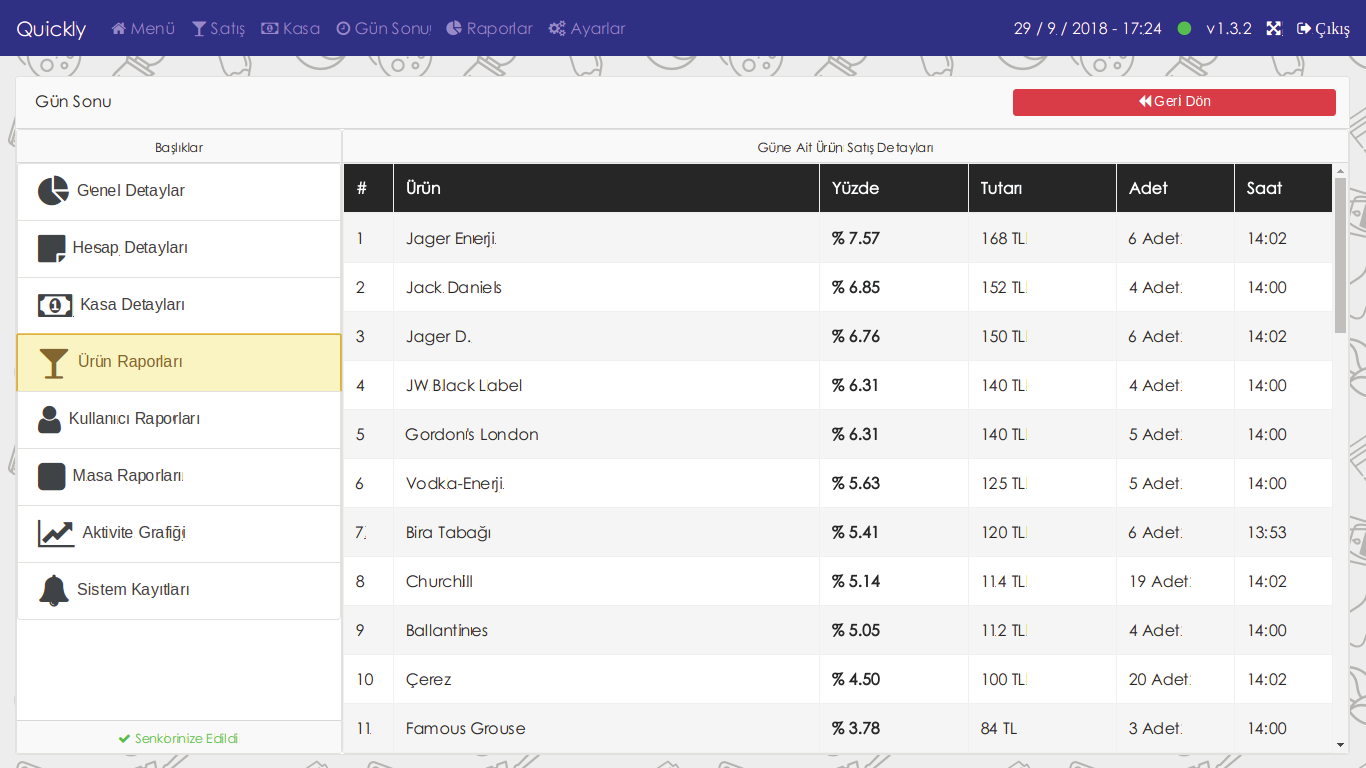 Quickly Menü Satış Kasa Gün Sonu Raporlar Ayarlar 29 / 9 / 2018 - 17:24 v1.3.2 Çıkış
Gün Sonu Geri Dön
Başlıklar
Genel Detaylar
Hesap Detayları
Kasa Detayları
Ürün Raporları
Kullanıcı Raporları
Masa Raporları
Aktivite Grafiği
Sistem Kayıtları
Senkorinize Edildi
Güne Ait Ürün Satış Detayları
# Ürün Yüzde Tutarı Adet Saat
1 Jager Enerji % 7.57 168 TL 6 Adet 14:02
2 Jack Daniels % 6.85 152 TL 4 Adet 14:00
3 Jager D. % 6.76 150 TL 6 Adet 14:02
4 JW Black Label % 6.31 140 TL 4 Adet 14:00
5 Gordon's London % 6.31 140 TL 5 Adet 14:00
6 Vodka-Enerji % 5.63 125 TL 5 Adet 14:00
7 Bira Tabağı % 5.41 120 TL 6 Adet 13:53
8 Churchill % 5.14 114 TL 19 Adet 14:02
9 Ballantines % 5.05 112 TL 4 Adet 14:00
10 Çerez % 4.50 100 TL 20 Adet 14:02
11 Famous Grouse % 3.78 84 TL 3 Adet 14:00